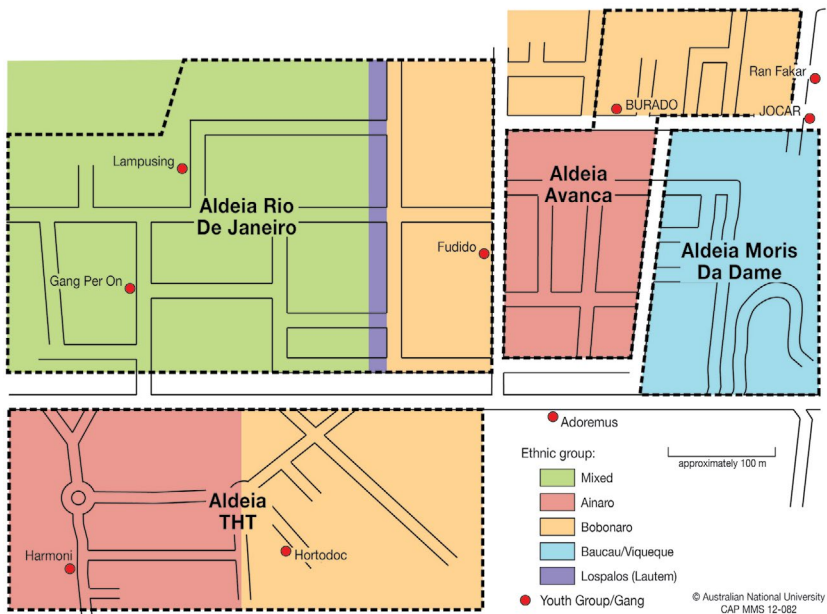 Ran Fakar
BURADO
JOCAR
Lampusing
Aldeia
Avanca
Aldeia Rio
De Janeiro
Fudido
Aldeia Moris
Da Dame
Gang Per On
Adoremus
Ethnic group:
approximately 100 m
Mixed
Ainaro
Aldeia
THT
Bobonaro
Hortodoc
Baucau/Viqueque
Harmoni
Lospalos (Lautem)
Youth Group/Gang
© Australian National University
CAP MMS 12-082